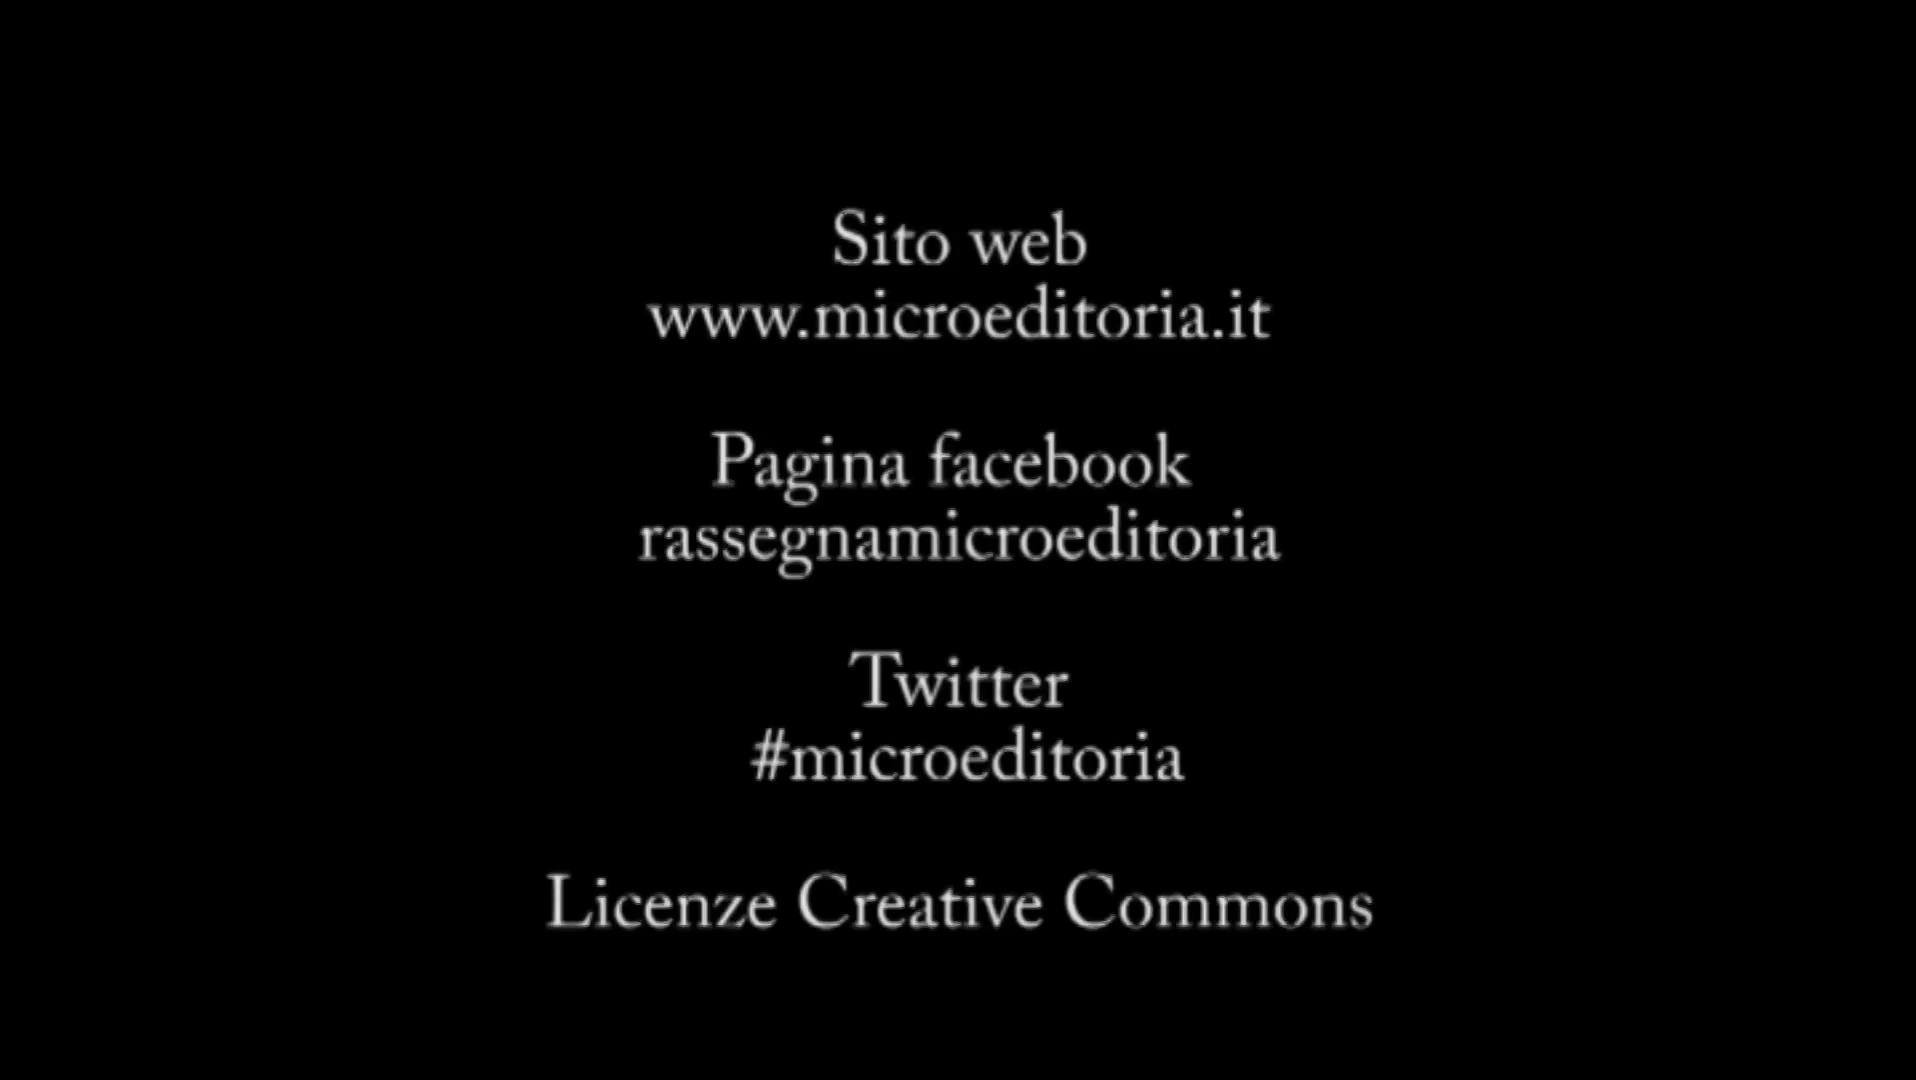 Sito web
www.microeditoria.it
Pagina facebook
rassegnamicroeditoria
Twitter
#microeditoria
Licenze Creative Commons